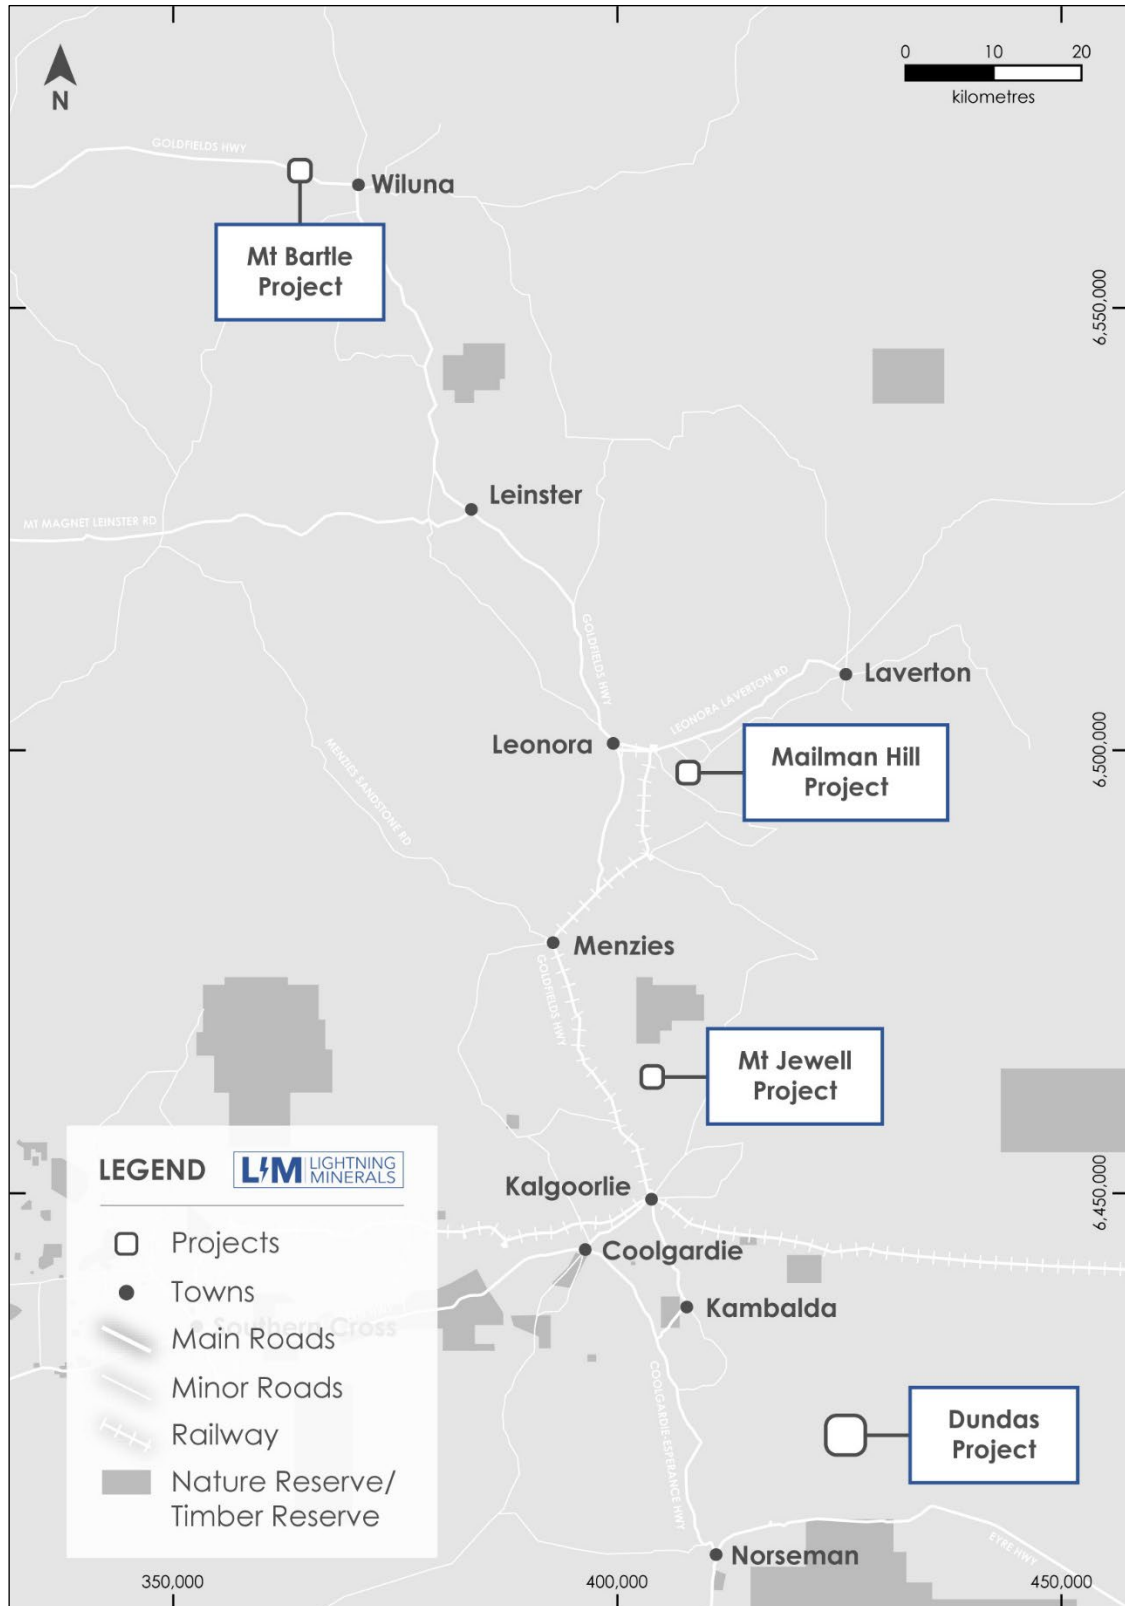 0 10 20
kilometres
N
GOLDFIELDS HWY
Wiluna
Mt Bartle
Project
6,550,000
Leinster
MT MAGNET LEINSTER RD
GOLDFIELDS HWY
Laverton
LEONORA LAVERTON RD
Leonora
6,500,000
Mailman Hill
Project
MENZIES SANDSTONE RD
Menzies
GOLDFIELDS HWY
Mt Jewell
Project
LEGEND
LM LIGHTNING
MINERALS
Kalgoorlie
6,450,000
Projects
Coolgardie
Towns
Kambalda
Southern Cross
Main Roads
Minor Roads
COOLGARDIE-ESPERANCE HWY
Railway
Dundas
Project
Nature Reserve/
Timber Reserve
EYRE HWY
Norseman
350,000 400,000 450,000